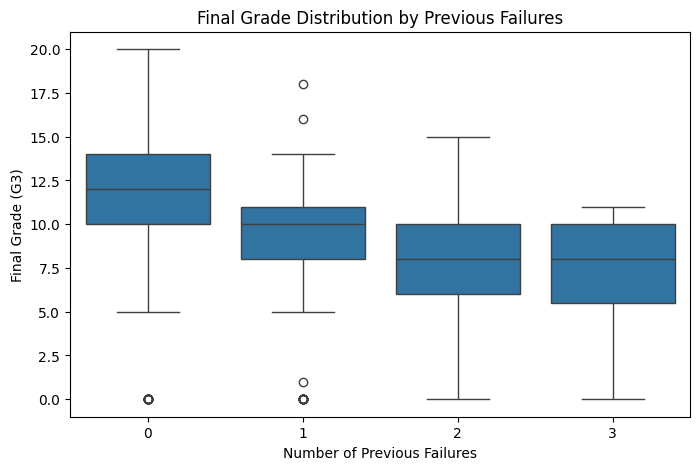 Final Grade Distribution by Previous Failures
Final Grade (G3)
20.0
17.5
15.0
12.5
10.0
7.5
5.0
2.5
0.0
0 1 2 3
Number of Previous Failures